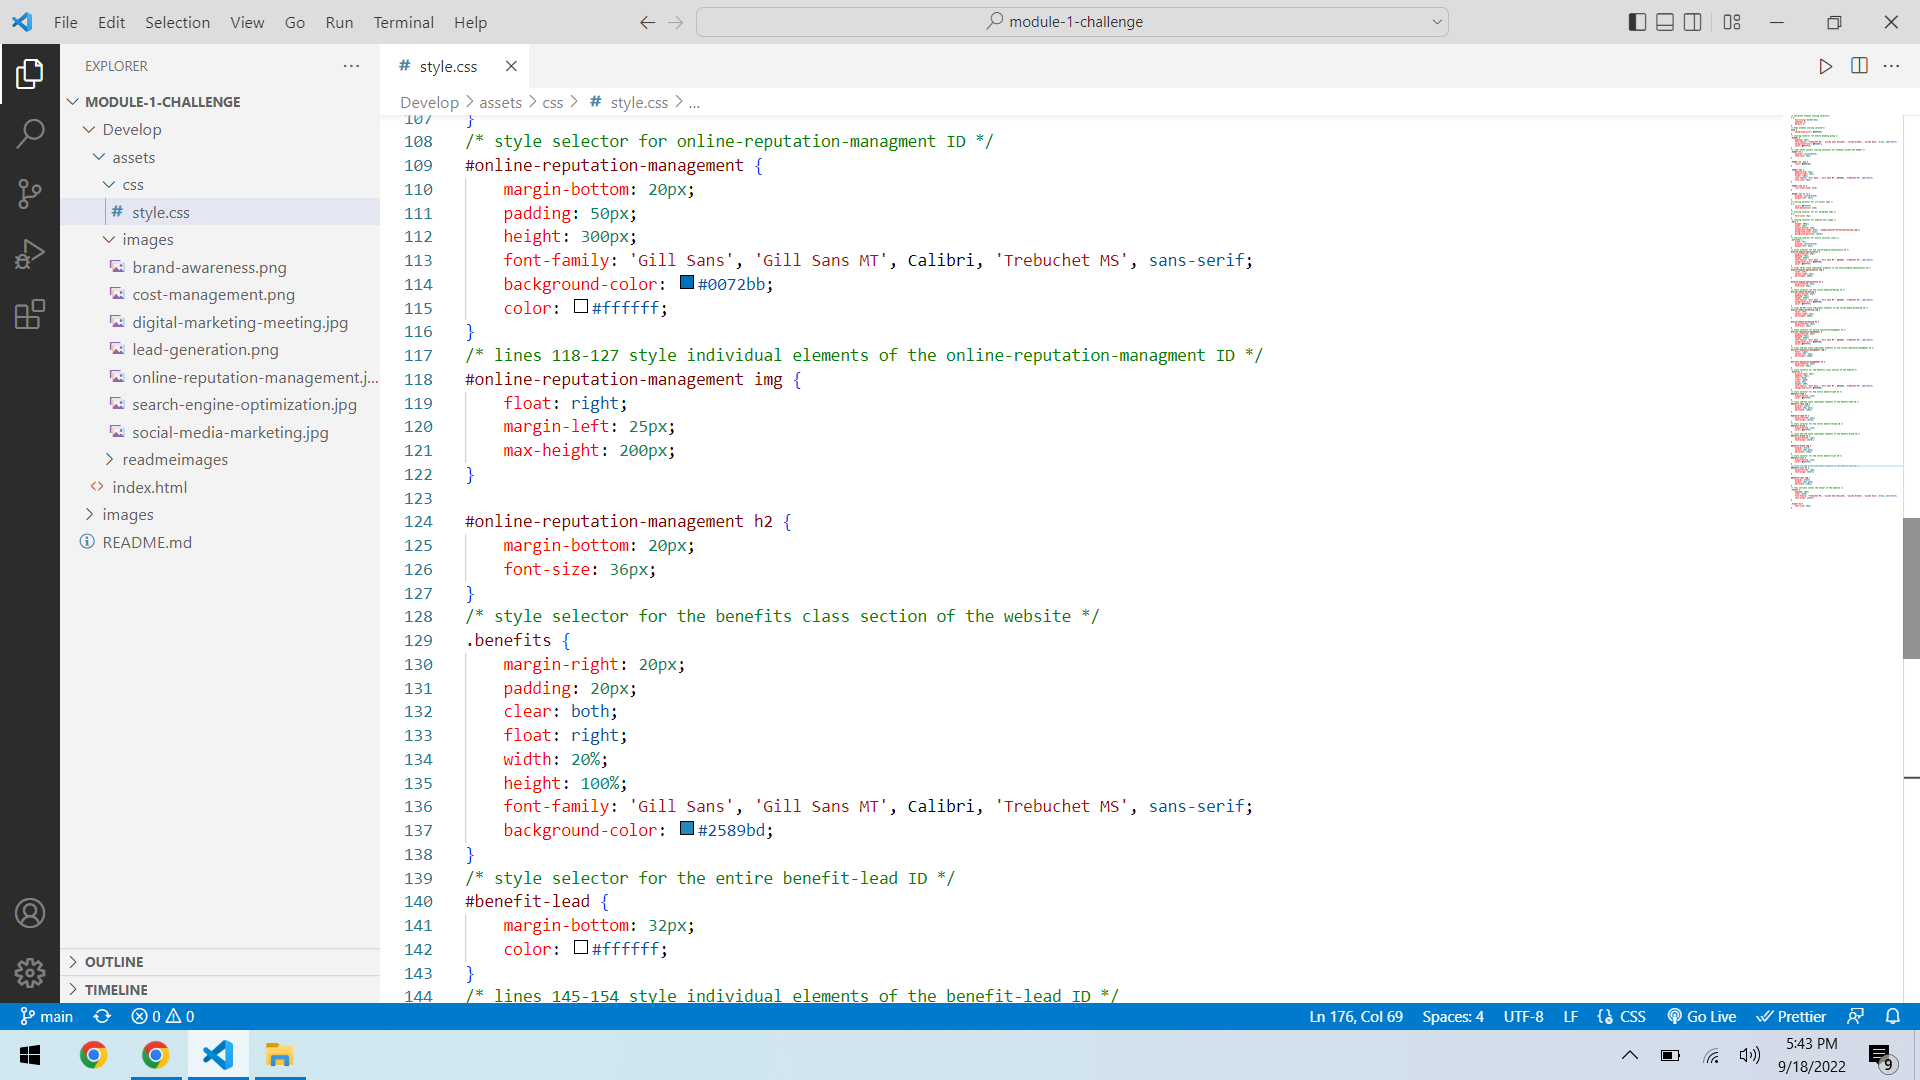 File Edit Selection View Go Run Terminal Help
module-1-challenge
EXPLORER
MODULE-1-CHALLENGE
Develop
assets
css
# style.css
images
brand-awareness.png
cost-management.png
digital-marketing-meeting.jpg
lead-generation.png
online-reputation-management.j...
search-engine-optimization.jpg
social-media-marketing.jpg
readmeimages
index.html
images
README.md
OUTLINE
TIMELINE
# style.css
Develop > assets > css > # style.css > ...
107 }
108 /* style selector for online-reputation-managment ID */
109 #online-reputation-management {
110 margin-bottom: 20px;
111 padding: 50px;
112 height: 300px;
113 font-family: 'Gill Sans', 'Gill Sans MT', Calibri, 'Trebuchet MS', sans-serif;
114 background-color: #0072bb;
115 color: #ffffff;
116 }
117 /* lines 118-127 style individual elements of the online-reputation-managment ID */
118 #online-reputation-management img {
119 float: right;
120 margin-left: 25px;
121 max-height: 200px;
122 }
123
124 #online-reputation-management h2 {
125 margin-bottom: 20px;
126 font-size: 36px;
127 }
128 /* style selector for the benefits class section of the website */
129 .benefits {
130 margin-right: 20px;
131 padding: 20px;
132 clear: both;
133 float: right;
134 width: 20%;
135 height: 100%;
136 font-family: 'Gill Sans', 'Gill Sans MT', Calibri, 'Trebuchet MS', sans-serif;
137 background-color: #2589bd;
138 }
139 /* style selector for the entire benefit-lead ID */
140 #benefit-lead {
141 margin-bottom: 32px;
142 color: #ffffff;
143 }
144 /* lines 145-154 style individual elements of the benefit-lead ID */
main 0 0 Ln 176, Col 69 Spaces: 4 UTF-8 LF CSS Go Live Prettier
5:43 PM
9/18/2022
9